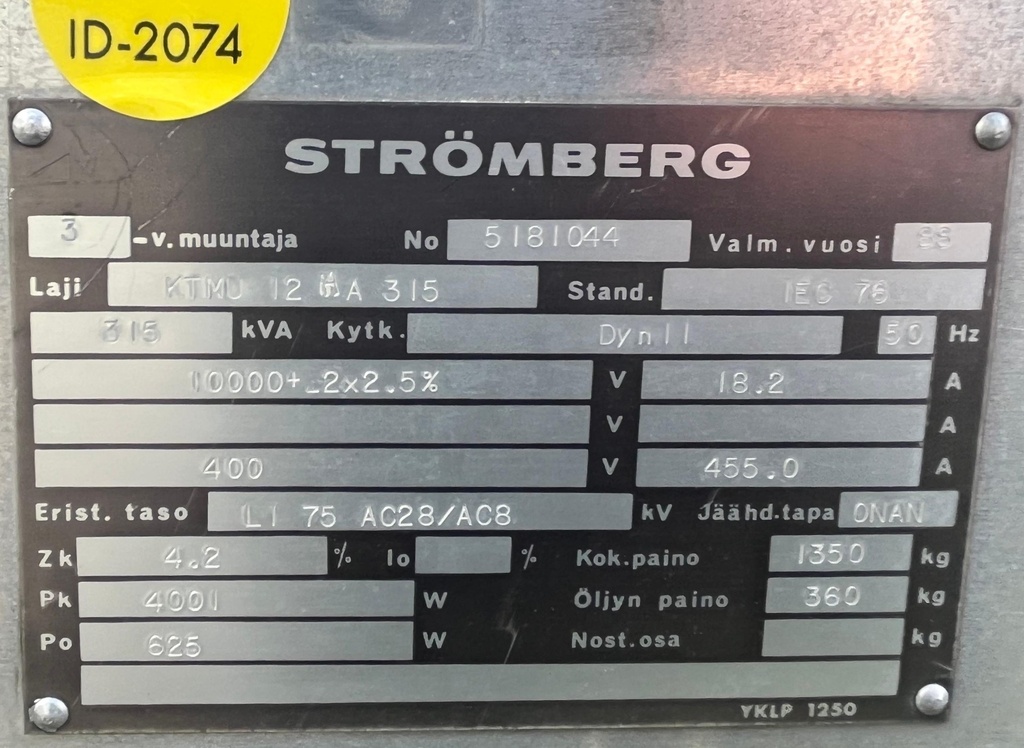 ID-2074
STRÖMBERG
3 -v.muuntaja No 5181044 Valm.vuosi 88
Laji KTMU 12 HA 315 Stand. IEC 76
315 kVA Kytk. Dyn11 50 Hz
10000+_2x2.5% V 18.2 A
V A
400 V 455.0 A
Erist. taso LI 75 AC28/AC8 kV Jäähd.tapa ONAN
Zk 4.2 % Io % Kok.paino 1350 kg
Pk 4001 W Öljyn paino 360 kg
Po 625 W Nost.osa kg
YKLP 1250